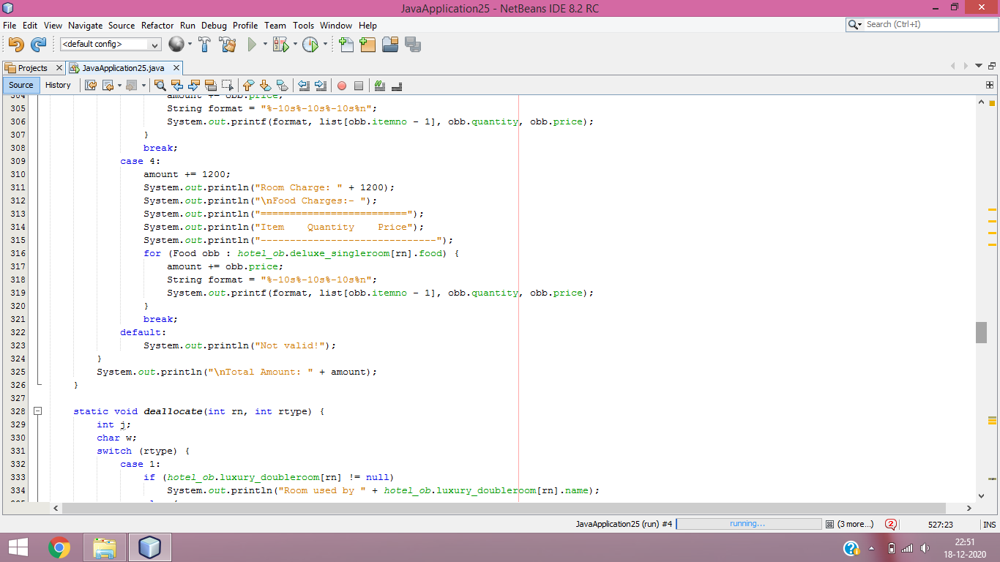 JavaApplication25 - NetBeans IDE 8.2 RC
File Edit View Navigate Source Refactor Run Debug Profile Team Tools Window Help
Search (Ctrl+I)
<default config>
Projects
JavaApplication25.java
Source History
304 amount += obb.price;
305 String format = "%-10s%-10s%-10s%n";
306 System.out.printf(format, list[obb.itemno - 1], obb.quantity, obb.price);
307 }
308 break;
309 case 4:
310 amount += 1200;
311 System.out.println("Room Charge: " + 1200);
312 System.out.println("\nFood Charges:- ");
313 System.out.println("=========================");
314 System.out.println("Item    Quantity    Price");
315 System.out.println("------------------------------");
316 for (Food obb : hotel_ob.deluxe_singleroom[rn].food) {
317 amount += obb.price;
318 String format = "%-10s%-10s%-10s%n";
319 System.out.printf(format, list[obb.itemno - 1], obb.quantity, obb.price);
320 }
321 break;
322 default:
323 System.out.println("Not valid!");
324 }
325 System.out.println("\nTotal Amount: " + amount);
326 }
327
328 static void deallocate(int rn, int rtype) {
329 int j;
330 char w;
331 switch (rtype) {
332 case 1:
333 if (hotel_ob.luxury_doubleroom[rn] != null)
334 System.out.println("Room used by " + hotel_ob.luxury_doubleroom[rn].name);
JavaApplication25 (run) #4 running... (3 more...) 2 527:23 INS
22:51
18-12-2020